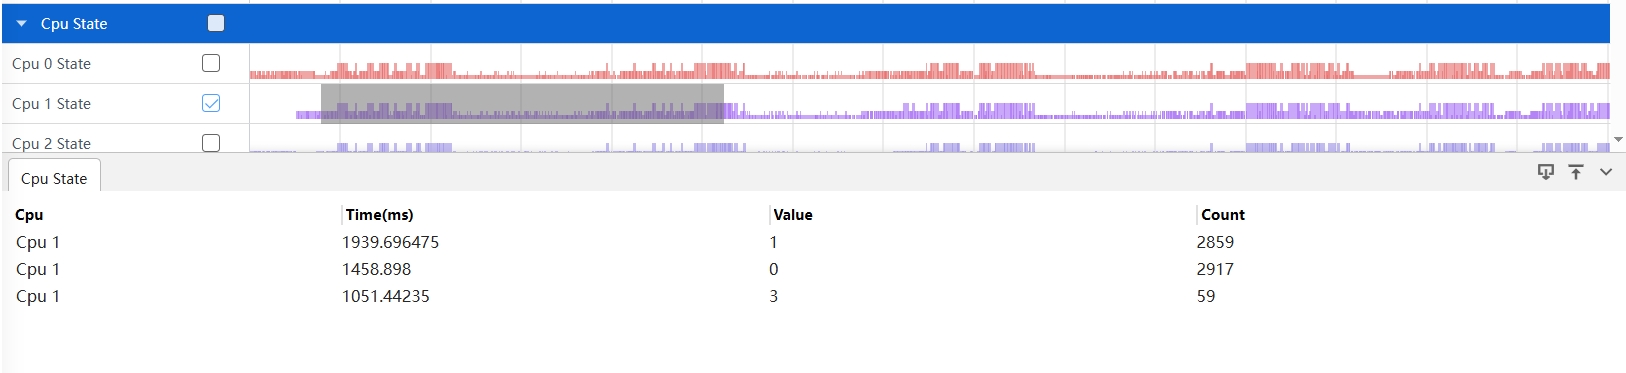 Cpu State
Cpu 0 State
Cpu 1 State
Cpu 2 State
Cpu State
Cpu Time(ms) Value Count
Cpu 1 1939.696475 1 2859
Cpu 1 1458.898 0 2917
Cpu 1 1051.44235 3 59